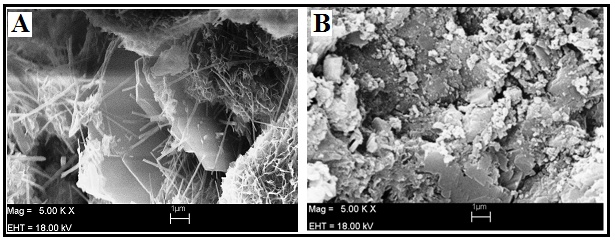 A
Mag = 5.00 K X
1µm
EHT = 18.00 kV
B
Mag = 5.00 K X
1µm
EHT = 18.00 kV